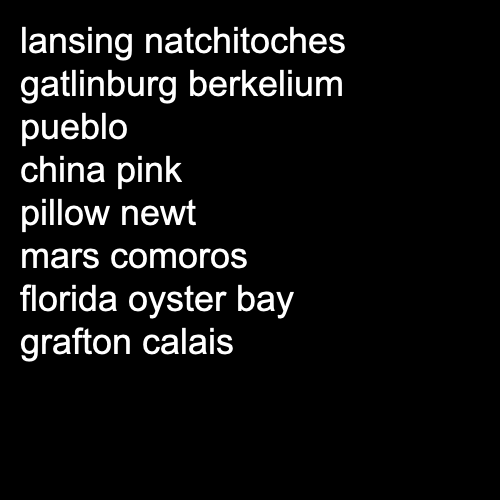 lansing natchitoches
gatlinburg berkelium
pueblo
china pink
pillow newt
mars comoros
florida oyster bay
grafton calais